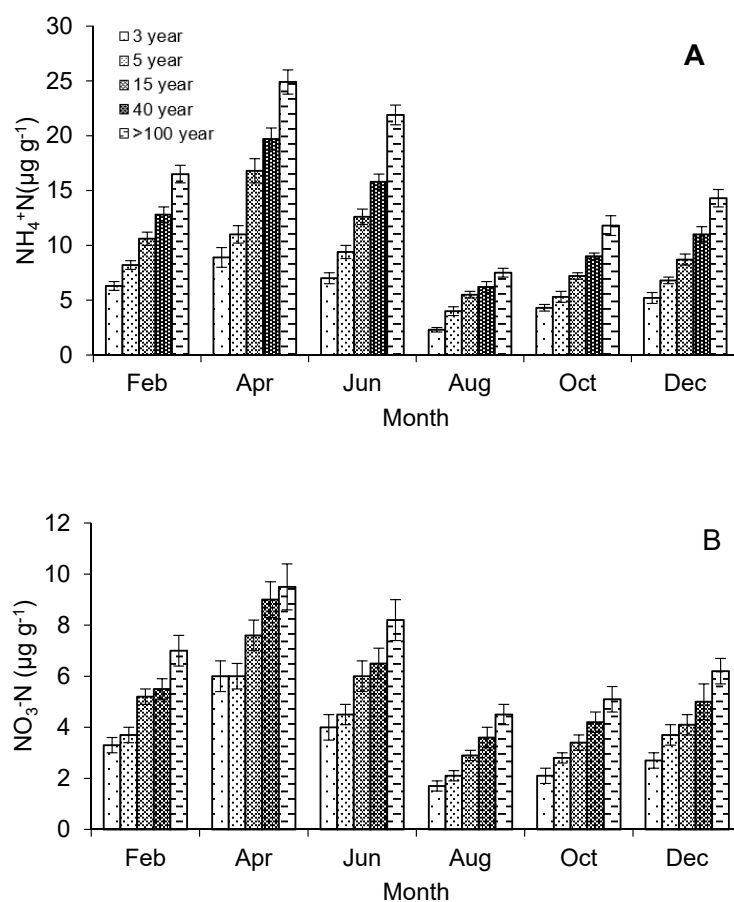 A
3 year
5 year
15 year
40 year
>100 year
NH₄⁺N(µg g⁻¹)
30
25
20
15
10
5
0
Feb Apr Jun Aug Oct Dec
Month
B
NO₃-N (µg g⁻¹)
12
10
8
6
4
2
0
Feb Apr Jun Aug Oct Dec
Month